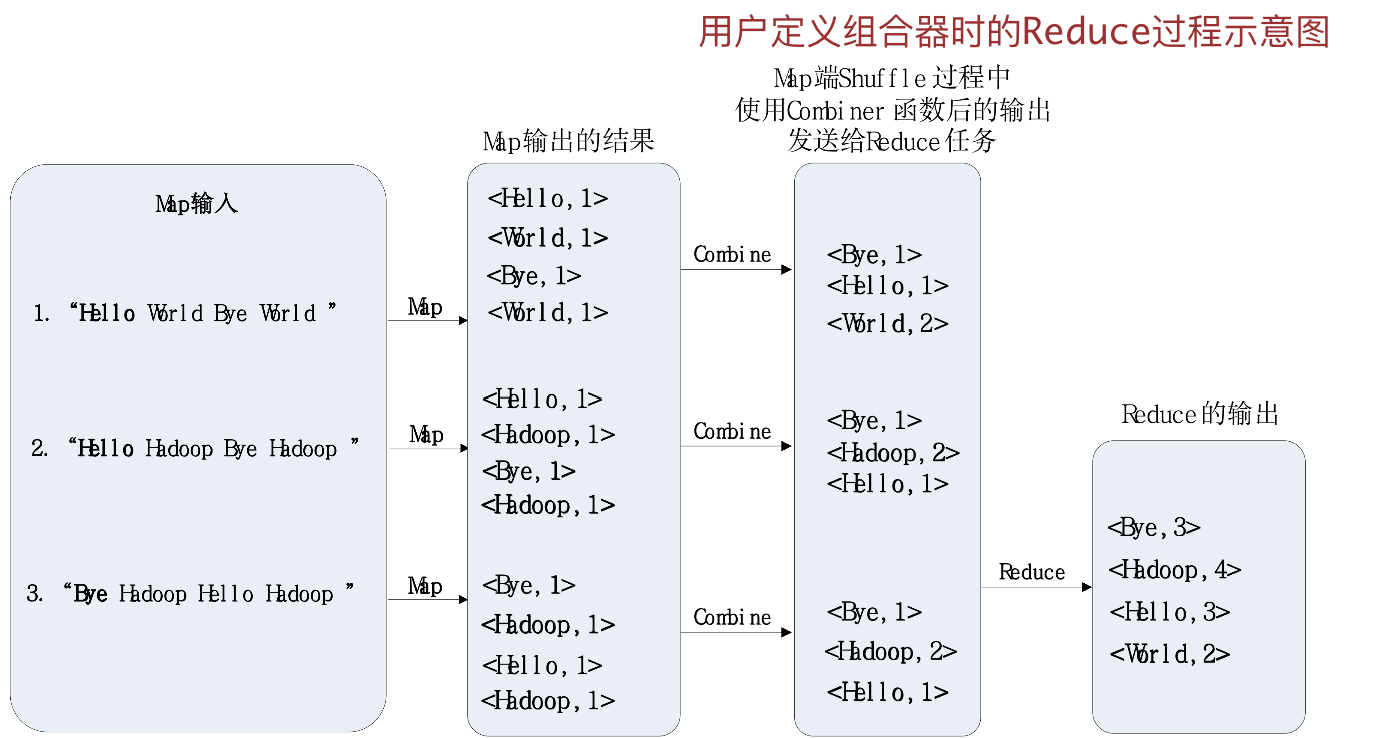 用户定义组合器时的Reduce过程示意图
Map端Shuffle过程中
使用Combiner函数后的输出
发送给Reduce任务
Map输出的结果
Map输入
1. “Hello World Bye World ”
2. “Hello Hadoop Bye Hadoop ”
3. “Bye Hadoop Hello Hadoop ”
Map
Map
Map
<Hello,1>
<World,1>
<Bye,1>
<World,1>
<Hello,1>
<Hadoop,1>
<Bye,1>
<Hadoop,1>
<Bye,1>
<Hadoop,1>
<Hello,1>
<Hadoop,1>
Combine
Combine
Combine
<Bye,1>
<Hello,1>
<World,2>
<Bye,1>
<Hadoop,2>
<Hello,1>
<Bye,1>
<Hadoop,2>
<Hello,1>
Reduce
Reduce的输出
<Bye,3>
<Hadoop,4>
<Hello,3>
<World,2>